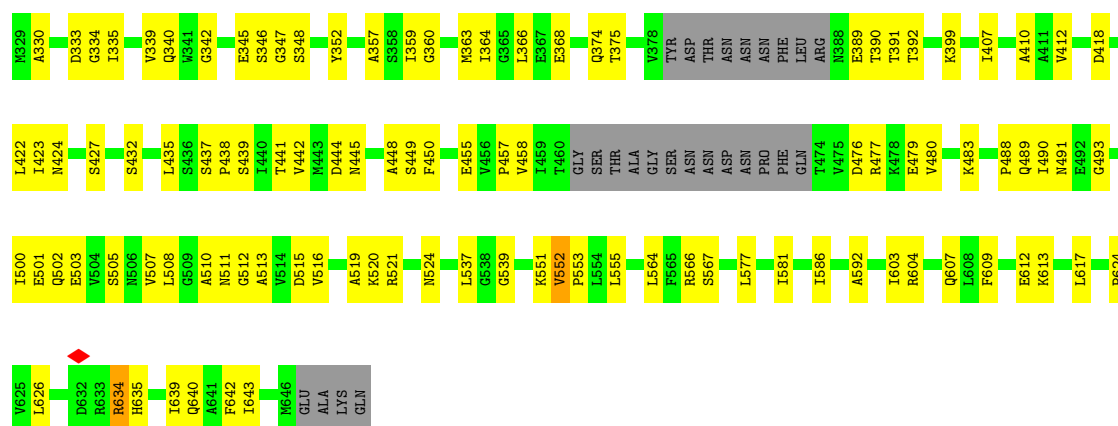 M329 A330 D333 G334 I335 V339 Q340 W341 G342 E345 S346 G347 S348 Y352 A357 S358 I359 G360 M363 I364 G365 L366 E367 E368 Q374 T375 V378 TYR ASP THR ASN ASN ASN PHE LEU ARG N388 E389 T390 T391 T392 K399 I407 A410 A411 V412 D418
L422 I423 N424 S427 S432 L435 S436 S437 P438 S439 I440 T441 V442 M443 D444 N445 A448 S449 F450 E455 V456 P457 V458 I459 T460 GLY SER THR ALA GLY SER ASN ASN ASP ASN PRO PHE GLN T474 V475 D476 R477 K478 E479 V480 K483 P488 Q489 I490 N491 E492 G493
I500 E501 Q502 E503 V504 S505 N506 V507 L508 G509 A510 N511 G512 A513 V514 D515 V516 A519 K520 R521 N524 L537 G538 G539 K551 V552 P553 L554 L555 L564 F565 R566 S567 L577 I581 I586 A592 I603 R604 Q607 L608 F609 E612 K613 L617
V625 L626 D632 R633 R634 H635 I639 Q640 A641 F642 I643 M646 GLU ALA LYS GLN